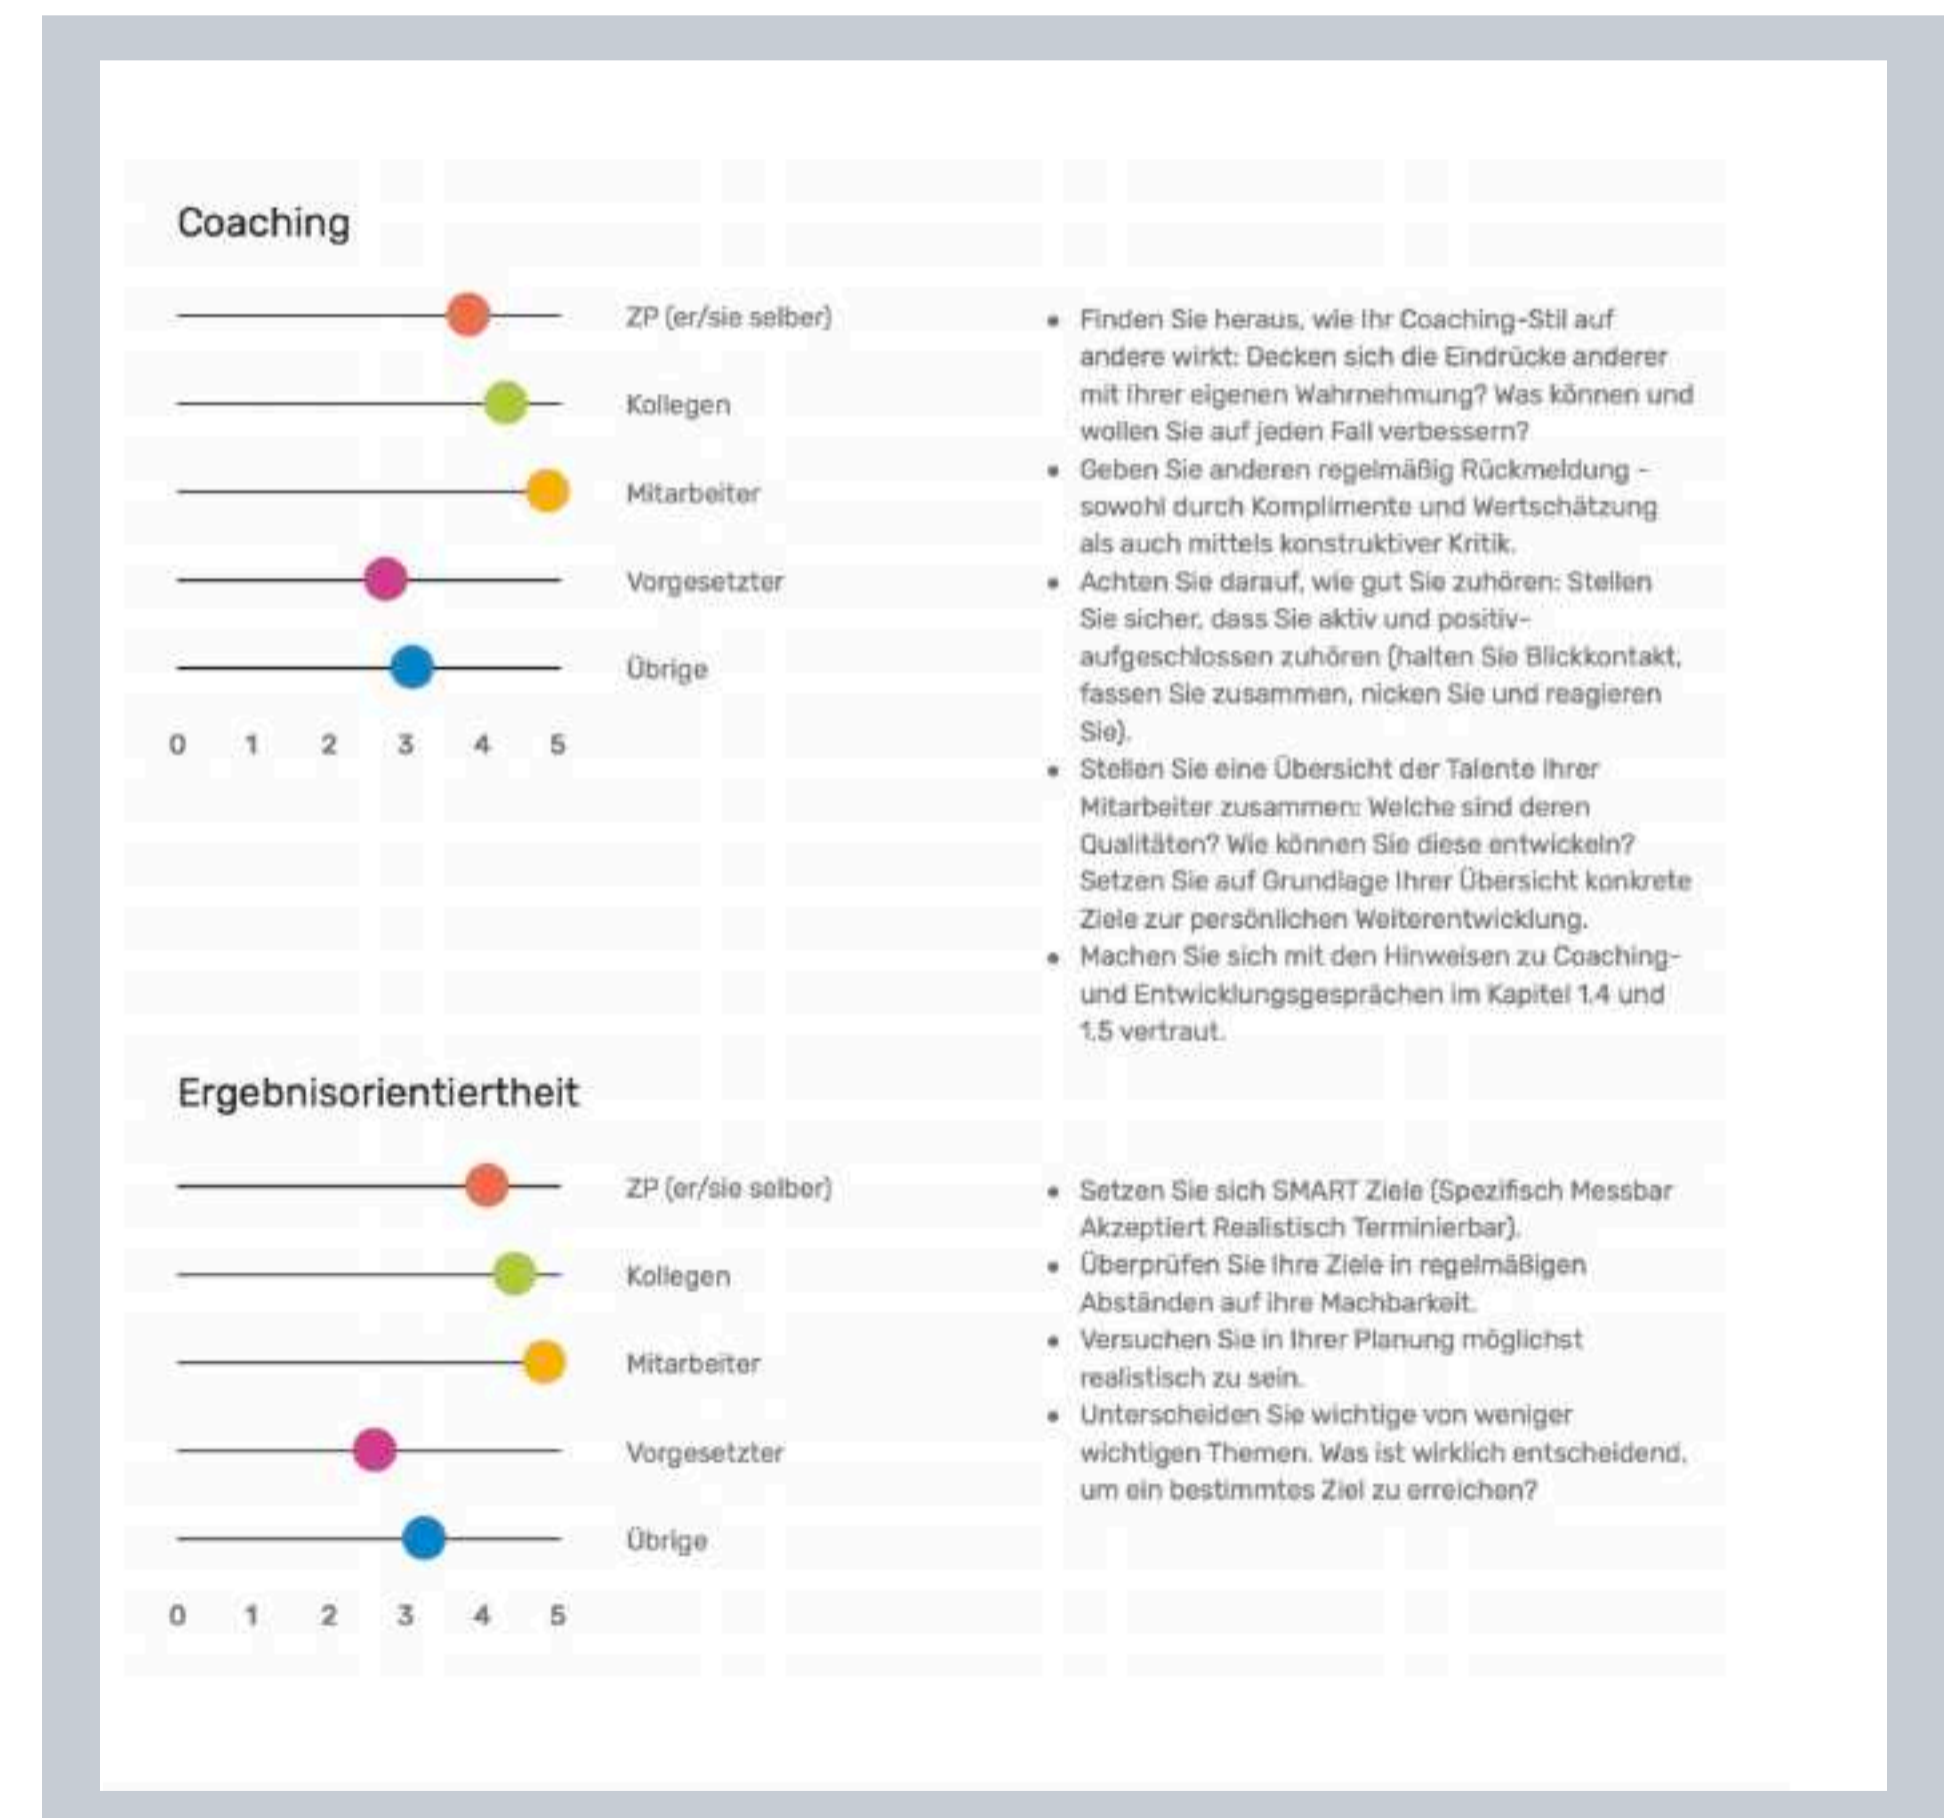 Coaching
ZP (er/sie selber)
Kollegen
Mitarbeiter
Vorgesetzter
Übrige
0 1 2 3 4 5
• Finden Sie heraus, wie Ihr Coaching-Stil auf
andere wirkt: Decken sich die Eindrücke anderer
mit Ihrer eigenen Wahrnehmung? Was können und
wollen Sie auf jeden Fall verbessern?
• Geben Sie anderen regelmäßig Rückmeldung -
sowohl durch Komplimente und Wertschätzung
als auch mittels konstruktiver Kritik.
• Achten Sie darauf, wie gut Sie zuhören: Stellen
Sie sicher, dass Sie aktiv und positiv-
aufgeschlossen zuhören (halten Sie Blickkontakt,
fassen Sie zusammen, nicken Sie und reagieren
Sie).
• Stellen Sie eine Übersicht der Talente Ihrer
Mitarbeiter zusammen: Welche sind deren
Qualitäten? Wie können Sie diese entwickeln?
Setzen Sie auf Grundlage Ihrer Übersicht konkrete
Ziele zur persönlichen Weiterentwicklung.
• Machen Sie sich mit den Hinweisen zu Coaching-
und Entwicklungsgesprächen im Kapitel 1.4 und
1.5 vertraut.
Ergebnisorientiertheit
ZP (er/sie selber)
Kollegen
Mitarbeiter
Vorgesetzter
Übrige
0 1 2 3 4 5
• Setzen Sie sich SMART Ziele (Spezifisch Messbar
Akzeptiert Realistisch Terminierbar).
• Überprüfen Sie Ihre Ziele in regelmäßigen
Abständen auf ihre Machbarkeit.
• Versuchen Sie in Ihrer Planung möglichst
realistisch zu sein.
• Unterscheiden Sie wichtige von weniger
wichtigen Themen. Was ist wirklich entscheidend,
um ein bestimmtes Ziel zu erreichen?